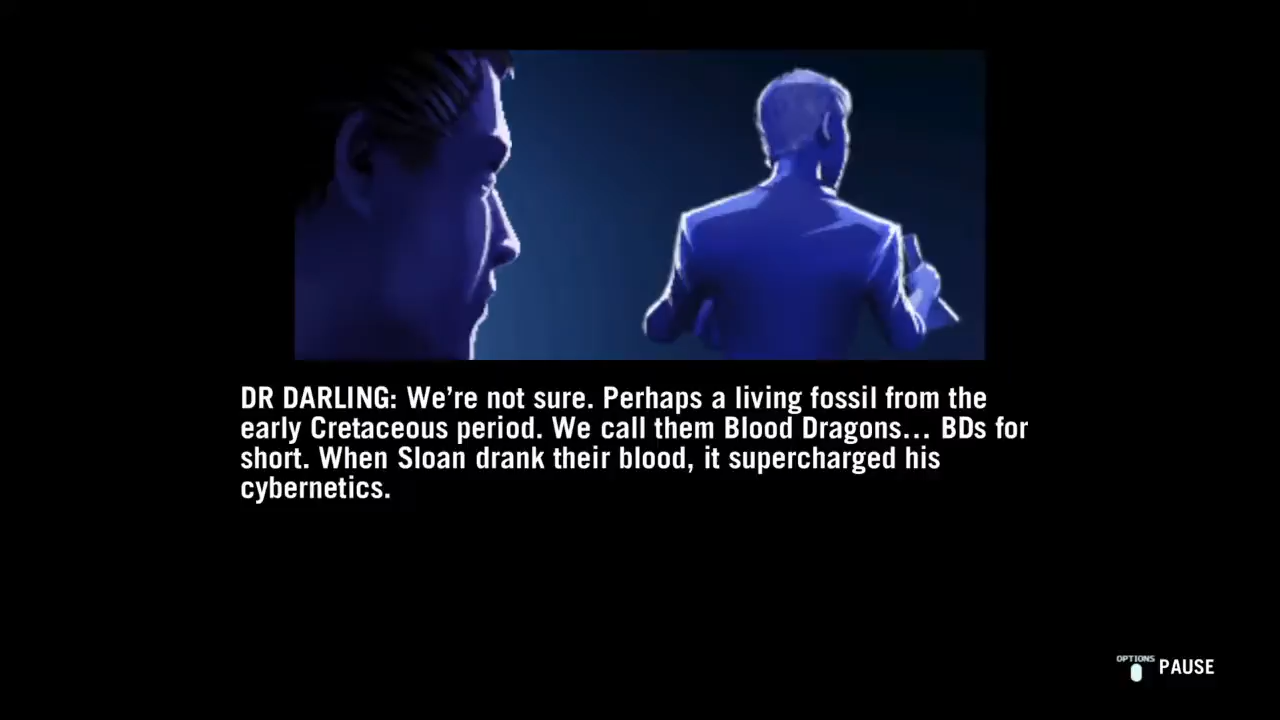 DR DARLING: We’re not sure. Perhaps a living fossil from the
early Cretaceous period. We call them Blood Dragons… BDs for
short. When Sloan drank their blood, it supercharged his
cybernetics.
OPTIONS PAUSE